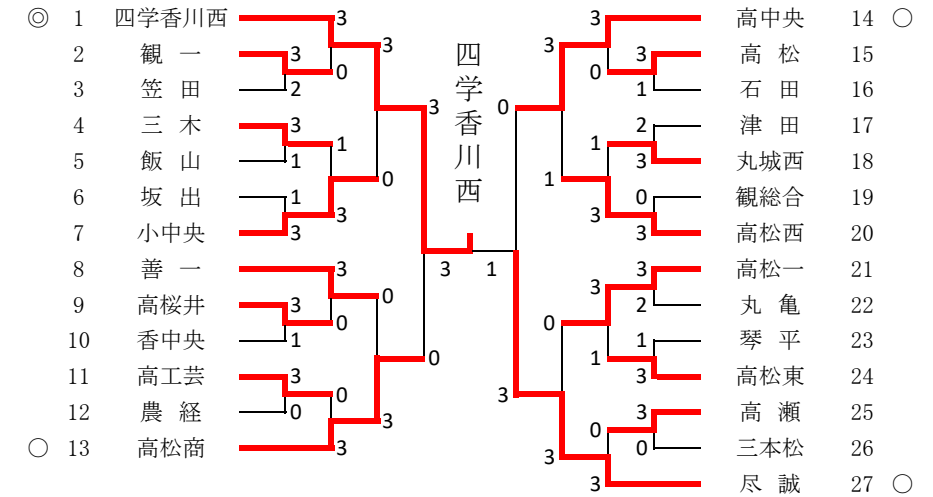 ◎ 1 四学香川西 3 3 高中央 14 ○
3 3
2 観 一 3 3 高 松 15
0 0
3 笠 田 2 1 石 田 16
3 0
4 三 木 3 2 津 田 17
1 1
5 飯 山 1 3 丸城西 18
0 1
6 坂 出 1 0 観総合 19
3 3
7 小中央 3 3 高松西 20
四学香川西
3 1
8 善 一 3 3 高松一 21
0 3
9 高桜井 3 2 丸 亀 22
0 0
10 香中央 1 1 琴 平 23
0 1
11 高工芸 3 3 高松東 24
0 3
12 農 経 0 3 高 瀬 25
3 0
○ 13 高松商 3 0 三本松 26
3
3 尽 誠 27 ○